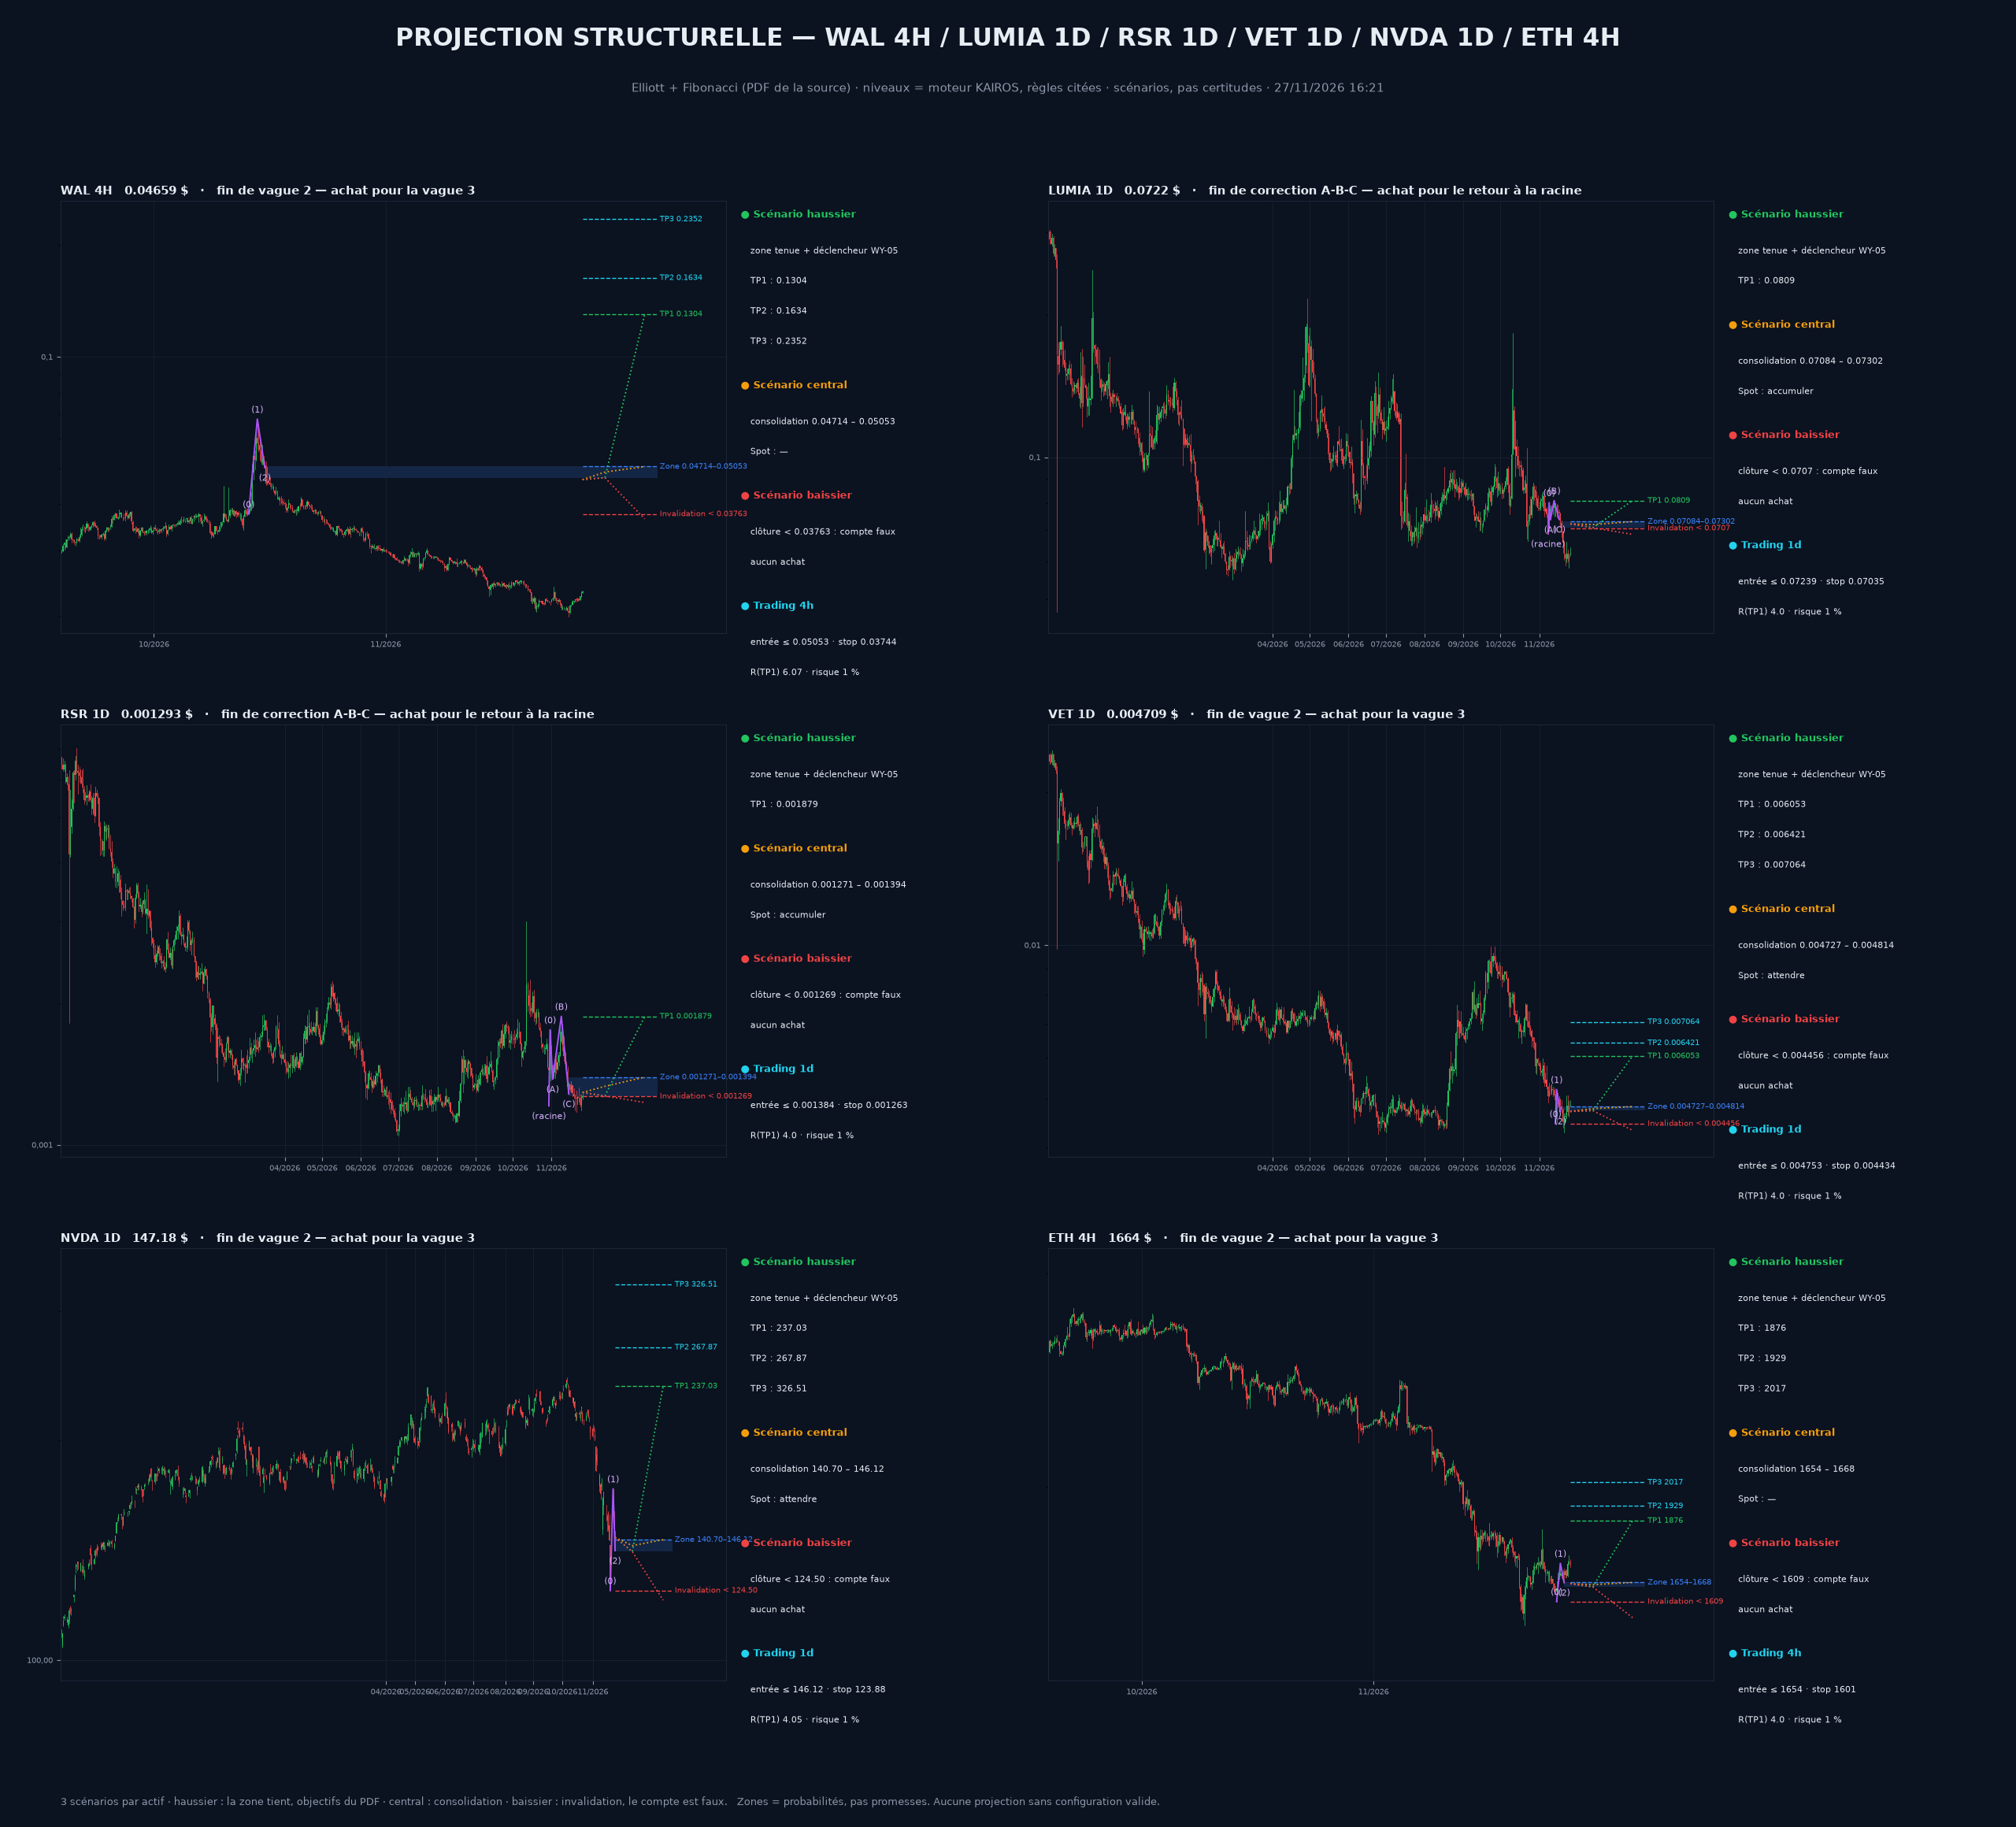 PROJECTION STRUCTURELLE — WAL 4H / LUMIA 1D / RSR 1D / VET 1D / NVDA 1D / ETH 4H
Elliott + Fibonacci (PDF de la source) · niveaux = moteur KAIROS, règles citées · scénarios, pas certitudes · 27/11/2026 16:21
WAL 4H 0.04659 $ · fin de vague 2 — achat pour la vague 3
0,1
(0)
(1)
(2)
TP3 0.2352
TP2 0.1634
TP1 0.1304
Zone 0.04714–0.05053
Invalidation < 0.03763
10/2026 11/2026
● Scénario haussier
zone tenue + déclencheur WY-05
TP1 : 0.1304
TP2 : 0.1634
TP3 : 0.2352
● Scénario central
consolidation 0.04714 – 0.05053
Spot : —
● Scénario baissier
clôture < 0.03763 : compte faux
aucun achat
● Trading 4h
entrée ≤ 0.05053 · stop 0.03744
R(TP1) 6.07 · risque 1 %
LUMIA 1D 0.0722 $ · fin de correction A-B-C — achat pour le retour à la racine
0,1
(0)
(B)
(A)
(C)
(racine)
TP1 0.0809
Zone 0.07084–0.07302
Invalidation < 0.0707
04/2026 05/2026 06/2026 07/2026 08/2026 09/2026 10/2026 11/2026
● Scénario haussier
zone tenue + déclencheur WY-05
TP1 : 0.0809
● Scénario central
consolidation 0.07084 – 0.07302
Spot : accumuler
● Scénario baissier
clôture < 0.0707 : compte faux
aucun achat
● Trading 1d
entrée ≤ 0.07239 · stop 0.07035
R(TP1) 4.0 · risque 1 %
RSR 1D 0.001293 $ · fin de correction A-B-C — achat pour le retour à la racine
0,001
(B)
(0)
(A)
(C)
(racine)
TP1 0.001879
Zone 0.001271–0.001394
Invalidation < 0.001269
04/2026 05/2026 06/2026 07/2026 08/2026 09/2026 10/2026 11/2026
● Scénario haussier
zone tenue + déclencheur WY-05
TP1 : 0.001879
● Scénario central
consolidation 0.001271 – 0.001394
Spot : accumuler
● Scénario baissier
clôture < 0.001269 : compte faux
aucun achat
● Trading 1d
entrée ≤ 0.001384 · stop 0.001263
R(TP1) 4.0 · risque 1 %
VET 1D 0.004709 $ · fin de vague 2 — achat pour la vague 3
0,01
(1)
(0)
(2)
TP3 0.007064
TP2 0.006421
TP1 0.006053
Zone 0.004727–0.004814
Invalidation < 0.004456
04/2026 05/2026 06/2026 07/2026 08/2026 09/2026 10/2026 11/2026
● Scénario haussier
zone tenue + déclencheur WY-05
TP1 : 0.006053
TP2 : 0.006421
TP3 : 0.007064
● Scénario central
consolidation 0.004727 – 0.004814
Spot : attendre
● Scénario baissier
clôture < 0.004456 : compte faux
aucun achat
● Trading 1d
entrée ≤ 0.004753 · stop 0.004434
R(TP1) 4.0 · risque 1 %
NVDA 1D 147.18 $ · fin de vague 2 — achat pour la vague 3
100,00
(1)
(2)
(0)
TP3 326.51
TP2 267.87
TP1 237.03
Zone 140.70–146.12
Invalidation < 124.50
04/2026 05/2026 06/2026 07/2026 08/2026 09/2026 10/2026 11/2026
● Scénario haussier
zone tenue + déclencheur WY-05
TP1 : 237.03
TP2 : 267.87
TP3 : 326.51
● Scénario central
consolidation 140.70 – 146.12
Spot : attendre
● Scénario baissier
clôture < 124.50 : compte faux
aucun achat
● Trading 1d
entrée ≤ 146.12 · stop 123.88
R(TP1) 4.05 · risque 1 %
ETH 4H 1664 $ · fin de vague 2 — achat pour la vague 3
(1)
(0)
(2)
TP3 2017
TP2 1929
TP1 1876
Zone 1654–1668
Invalidation < 1609
10/2026 11/2026
● Scénario haussier
zone tenue + déclencheur WY-05
TP1 : 1876
TP2 : 1929
TP3 : 2017
● Scénario central
consolidation 1654 – 1668
Spot : —
● Scénario baissier
clôture < 1609 : compte faux
aucun achat
● Trading 4h
entrée ≤ 1654 · stop 1601
R(TP1) 4.0 · risque 1 %
3 scénarios par actif · haussier : la zone tient, objectifs du PDF · central : consolidation · baissier : invalidation, le compte est faux. Zones = probabilités, pas promesses. Aucune projection sans configuration valide.